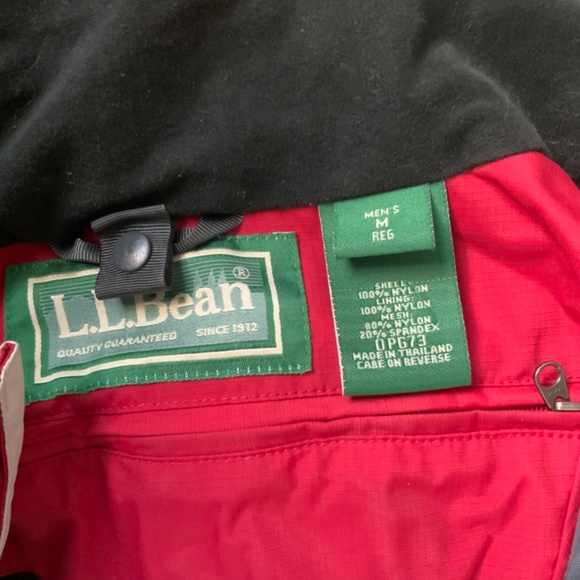 L.L.Bean®
QUALITY GUARANTEED SINCE 1912
MEN'S
M
REG
SHELL:
100% NYLON
LINING:
100% NYLON
MESH:
80% NYLON
20% SPANDEX
0PG73
MADE IN THAILAND
CARE ON REVERSE